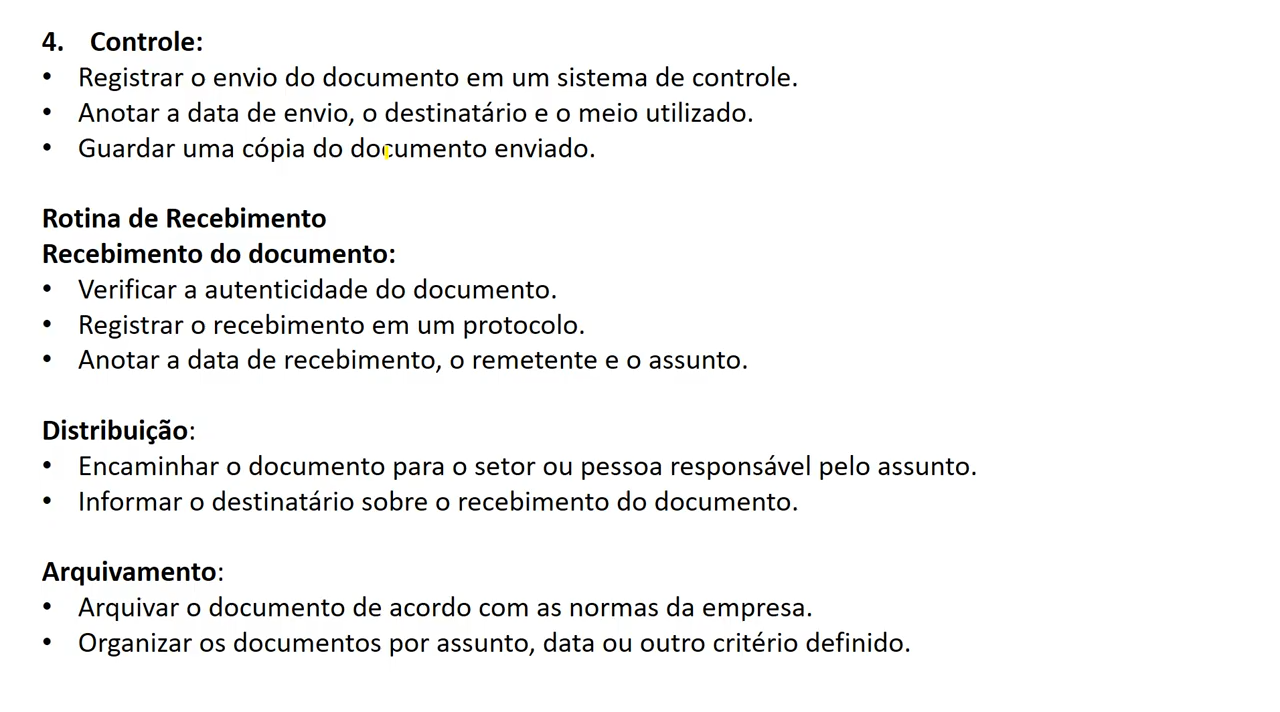 4. Controle:
• Registrar o envio do documento em um sistema de controle.
• Anotar a data de envio, o destinatário e o meio utilizado.
• Guardar uma cópia do documento enviado.
Rotina de Recebimento
Recebimento do documento:
• Verificar a autenticidade do documento.
• Registrar o recebimento em um protocolo.
• Anotar a data de recebimento, o remetente e o assunto.
Distribuição:
• Encaminhar o documento para o setor ou pessoa responsável pelo assunto.
• Informar o destinatário sobre o recebimento do documento.
Arquivamento:
• Arquivar o documento de acordo com as normas da empresa.
• Organizar os documentos por assunto, data ou outro critério definido.